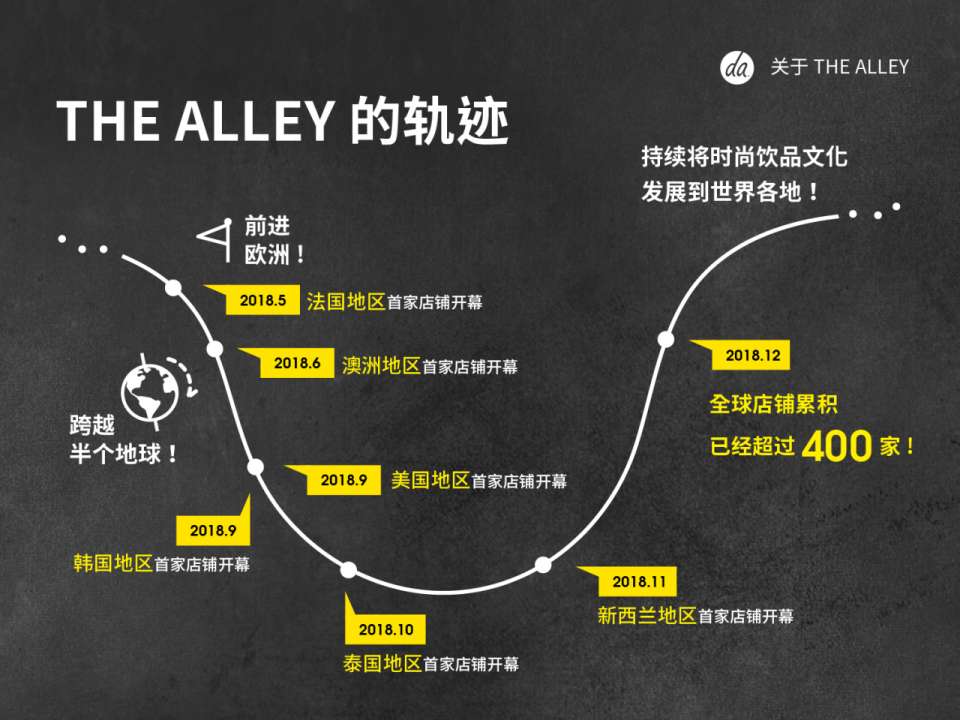 da
关于 THE ALLEY
THE ALLEY 的轨迹
持续将时尚饮品文化
发展到世界各地！
前进
欧洲！
2018.5
法国地区首家店铺开幕
2018.6
澳洲地区首家店铺开幕
2018.12
全球店铺累积
已经超过 400 家！
跨越
半个地球！
2018.9
美国地区首家店铺开幕
2018.9
韩国地区首家店铺开幕
2018.10
泰国地区首家店铺开幕
2018.11
新西兰地区首家店铺开幕